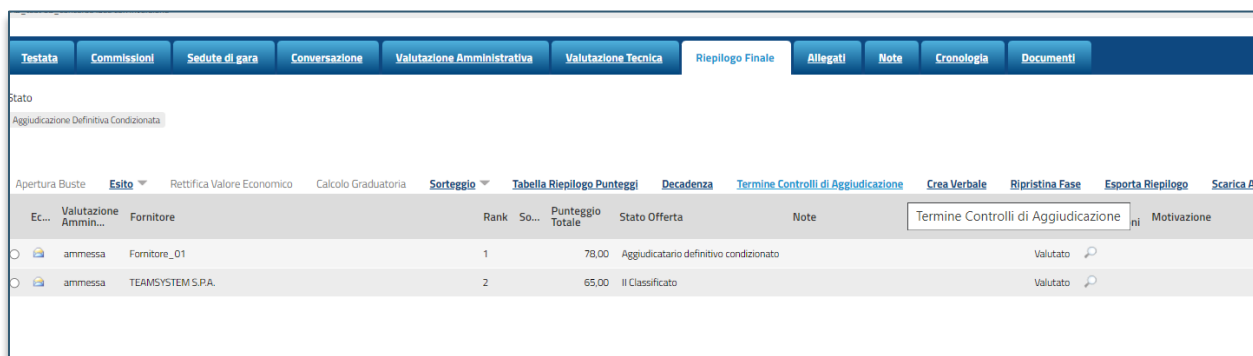 Testata Commissioni Sedute di gara Conversazione Valutazione Amministrativa Valutazione Tecnica Riepilogo Finale Allegati Note Cronologia Documenti
Stato
Aggiudicazione Definitiva Condizionata
Apertura Buste Esito Rettifica Valore Economico Calcolo Graduatoria Sorteggio Tabella Riepilogo Punteggi Decadenza Termine Controlli di Aggiudicazione Crea Verbale Ripristina Fase Esporta Riepilogo Scarica A
Ec... Valutazione Ammin... Fornitore Rank So... Punteggio Totale Stato Offerta Note Termine Controlli di Aggiudicazione ni Motivazione
ammessa Fornitore_01 1 78,00 Aggiudicatario definitivo condizionato Valutato
ammessa TEAMSYSTEM S.P.A. 2 65,00 II Classificato Valutato